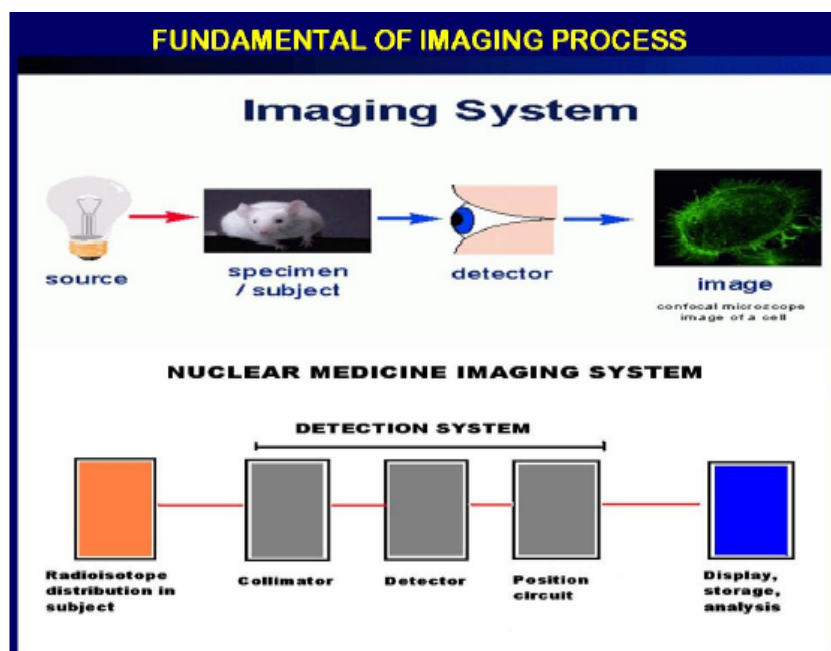 FUNDAMENTAL OF IMAGING PROCESS
Imaging System
source
specimen
/ subject
detector
image
confocal microscope
image of a cell
NUCLEAR MEDICINE IMAGING SYSTEM
DETECTION SYSTEM
Radioisotope
distribution in
subject
Collimator
Detector
Position
circuit
Display,
storage,
analysis